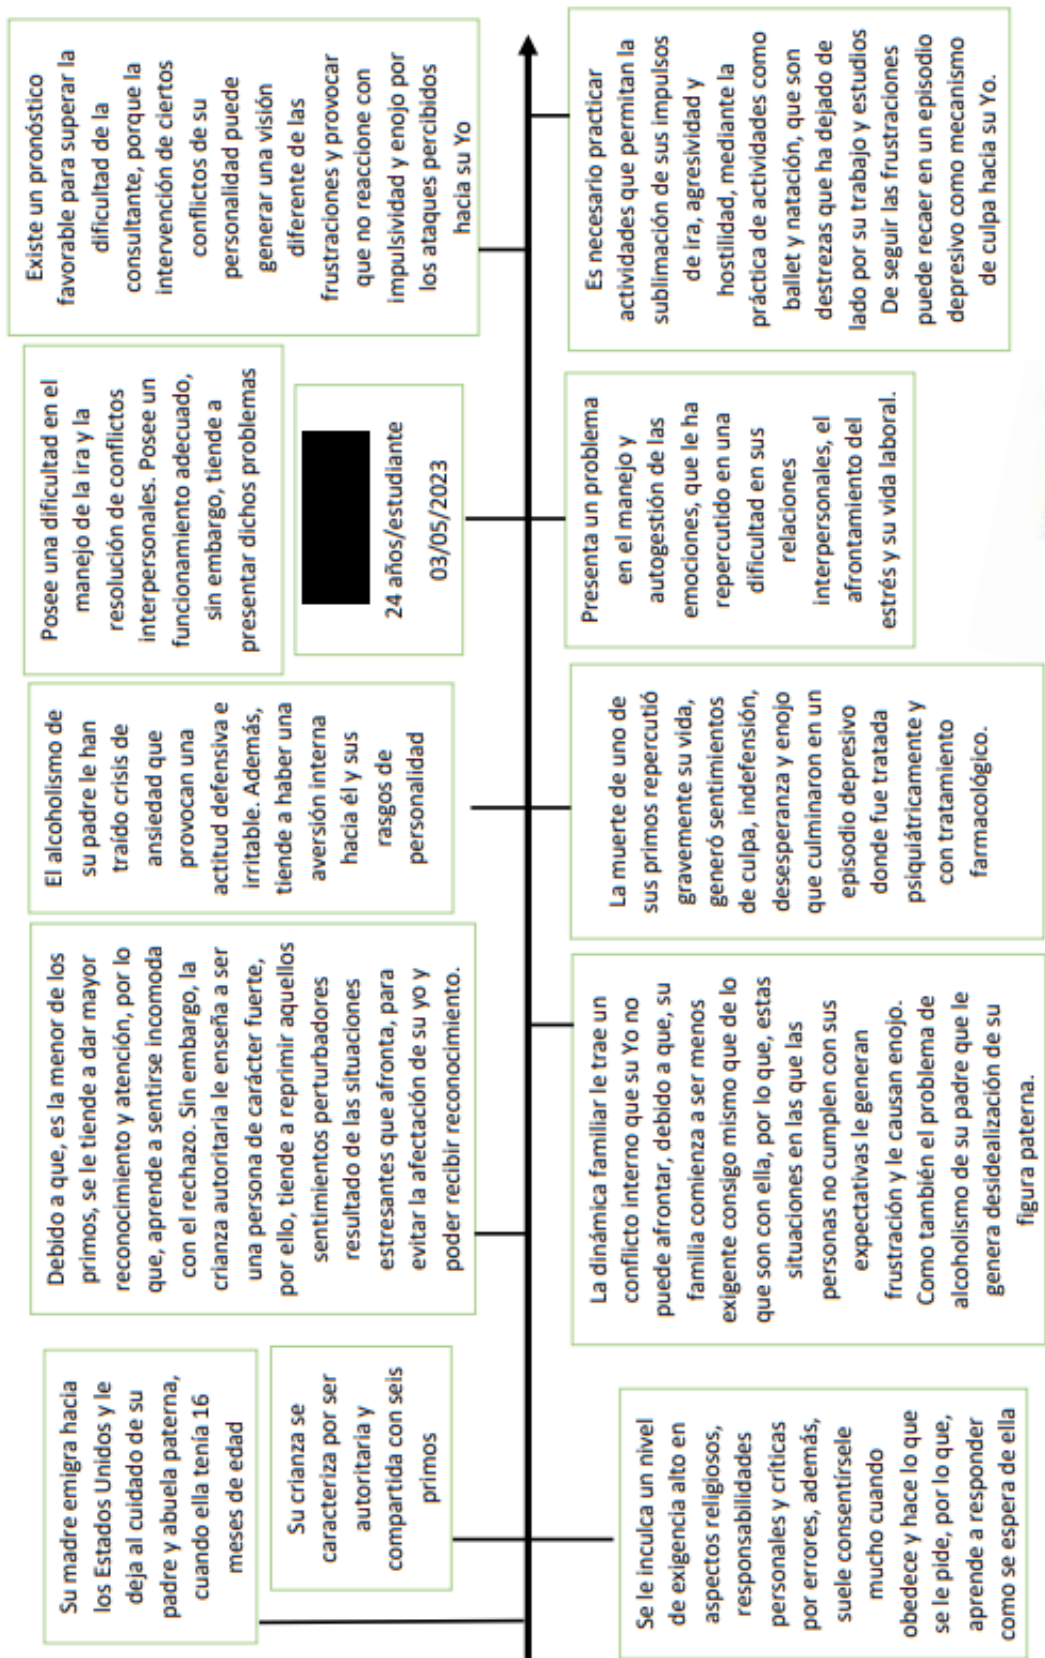 Su madre emigra hacia
los Estados Unidos y le
deja al cuidado de su
padre y abuela paterna,
cuando ella tenía 16
meses de edad
Su crianza se
caracteriza por ser
autoritaria y
compartida con seis
primos
Se le inculca un nivel
de exigencia alto en
aspectos religiosos,
responsabilidades
personales y críticas
por errores, además,
suele consentírsele
mucho cuando
obedece y hace lo que
se le pide, por lo que,
aprende a responder
como se espera de ella
Debido a que, es la menor de los
primos, se le tiende a dar mayor
reconocimiento y atención, por lo
que, aprende a sentirse incomoda
con el rechazo. Sin embargo, la
crianza autoritaria le enseña a ser
una persona de carácter fuerte,
por ello, tiende a reprimir aquellos
sentimientos perturbadores
resultado de las situaciones
estresantes que afronta, para
evitar la afectación de su yo y
poder recibir reconocimiento.
La dinámica familiar le trae un
conflicto interno que su Yo no
puede afrontar, debido a que, su
familia comienza a ser menos
exigente consigo mismo que de lo
que son con ella, por lo que, estas
situaciones en las que las
personas no cumplen con sus
expectativas le generan
frustración y le causan enojo.
Como también el problema de
alcoholismo de su padre que le
genera desidealización de su
figura paterna.
El alcoholismo de
su padre le han
traído crisis de
ansiedad que
provocan una
actitud defensiva e
irritable. Además,
tiende a haber una
aversión interna
hacia él y sus
rasgos de
personalidad
La muerte de uno de
sus primos repercutió
gravemente su vida,
generó sentimientos
de culpa, indefensión,
desesperanza y enojo
que culminaron en un
episodio depresivo
donde fue tratada
psiquiátricamente y
con tratamiento
farmacológico.
Posee una dificultad en el
manejo de la ira y la
resolución de conflictos
interpersonales. Posee un
funcionamiento adecuado,
sin embargo, tiende a
presentar dichos problemas
24 años/estudiante
03/05/2023
Presenta un problema
en el manejo y
autogestión de las
emociones, que le ha
repercutido en una
dificultad en sus
relaciones
interpersonales, el
afrontamiento del
estrés y su vida laboral.
Existe un pronóstico
favorable para superar la
dificultad de la
consultante, porque la
intervención de ciertos
conflictos de su
personalidad puede
generar una visión
diferente de las
frustraciones y provocar
que no reaccione con
impulsividad y enojo por
los ataques percibidos
hacia su Yo
Es necesario practicar
actividades que permitan la
sublimación de sus impulsos
de ira, agresividad y
hostilidad, mediante la
práctica de actividades como
ballet y natación, que son
destrezas que ha dejado de
lado por su trabajo y estudios
De seguir las frustraciones
puede recaer en un episodio
depresivo como mecanismo
de culpa hacia su Yo.